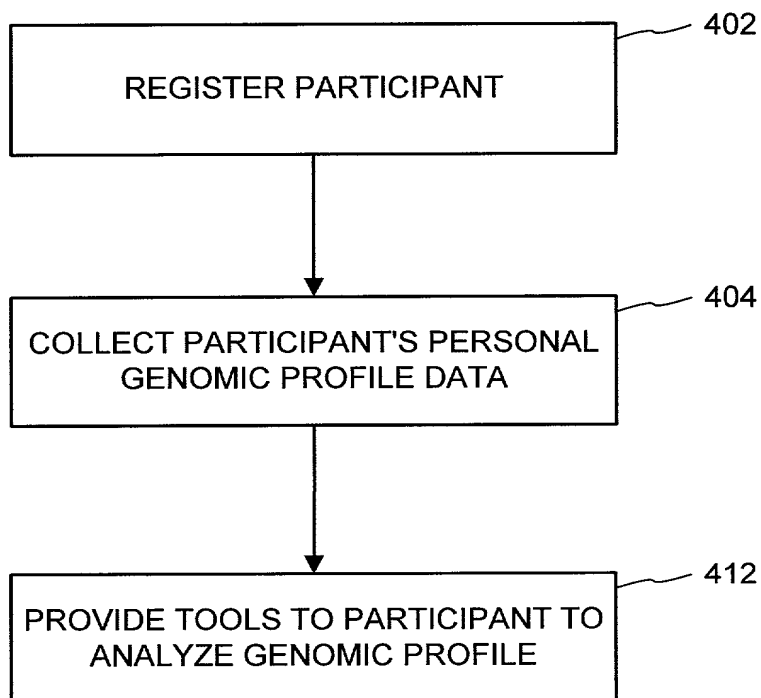 402
REGISTER PARTICIPANT
404
COLLECT PARTICIPANT'S PERSONAL
GENOMIC PROFILE DATA
412
PROVIDE TOOLS TO PARTICIPANT TO
ANALYZE GENOMIC PROFILE